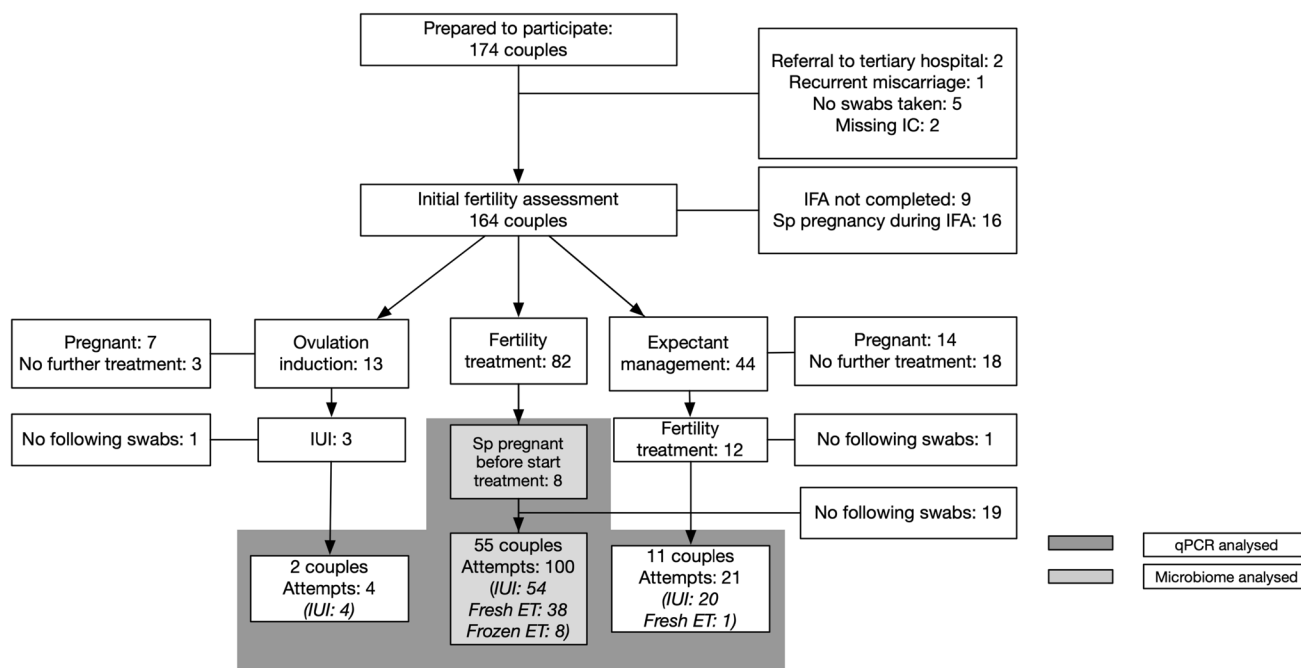 Prepared to participate:
174 couples
Referral to tertiary hospital: 2
Recurrent miscarriage: 1
No swabs taken: 5
Missing IC: 2
Initial fertility assessment
164 couples
IFA not completed: 9
Sp pregnancy during IFA: 16
Pregnant: 7
No further treatment: 3
Ovulation
induction: 13
Fertility
treatment: 82
Expectant
management: 44
Pregnant: 14
No further treatment: 18
No following swabs: 1
IUI: 3
Sp pregnant
before start
treatment: 8
Fertility
treatment: 12
No following swabs: 1
No following swabs: 19
2 couples
Attempts: 4
(IUI: 4)
55 couples
Attempts: 100
(IUI: 54
Fresh ET: 38
Frozen ET: 8)
11 couples
Attempts: 21
(IUI: 20
Fresh ET: 1)
qPCR analysed
Microbiome analysed